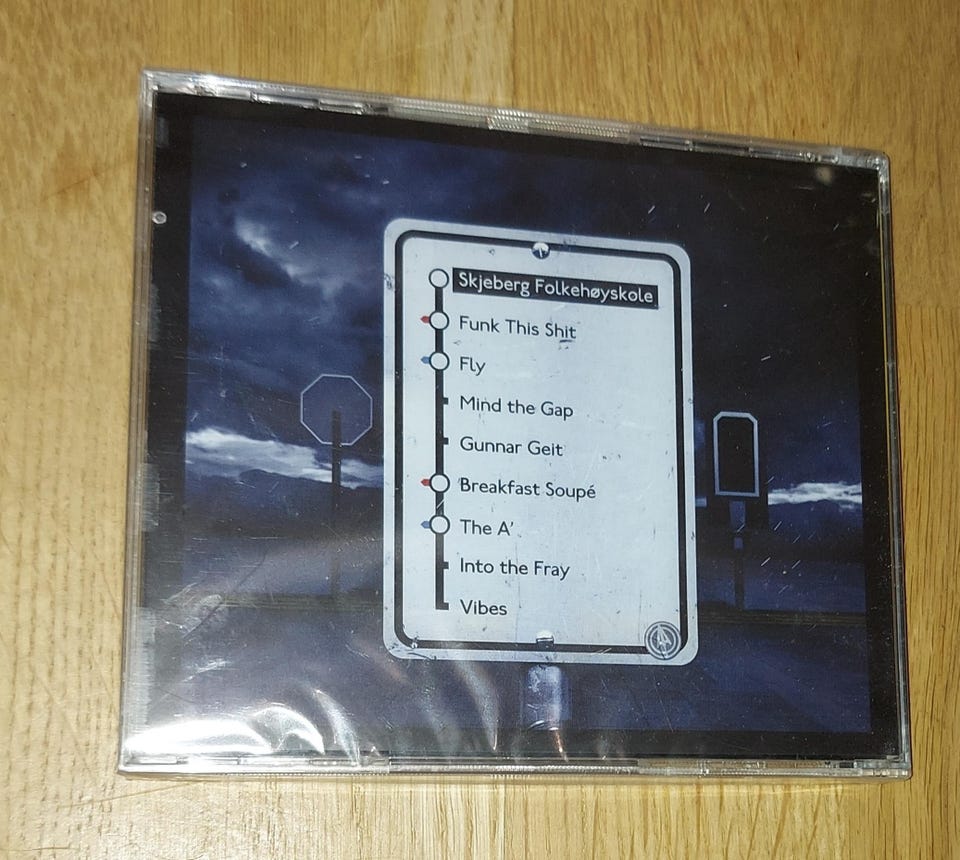 Skjeberg Folkehøyskole
Funk This Shit
Fly
Mind the Gap
Gunnar Geit
Breakfast Soupé
The A'
Into the Fray
Vibes